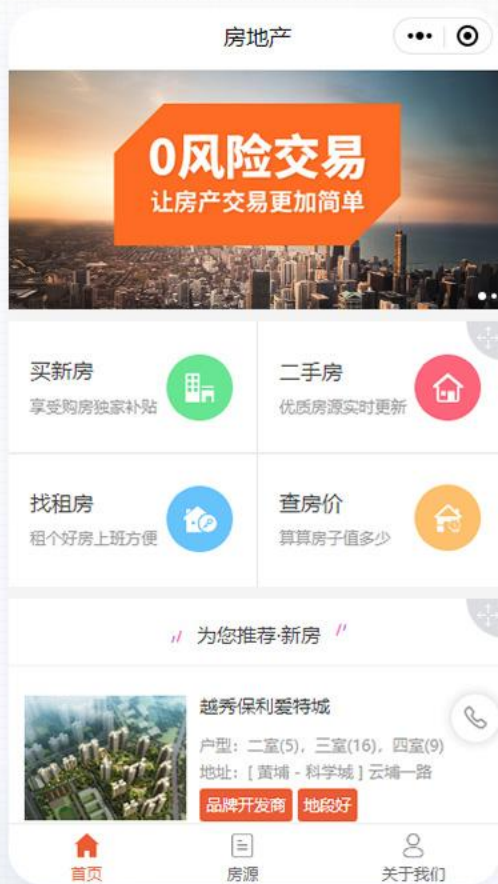 房地产
0风险交易
让房产交易更加简单
买新房
享受购房独家补贴
二手房
优质房源实时更新
找租房
租个好房上班方便
查房价
算算房子值多少
为您推荐·新房
越秀保利爱特城
户型：二室(5)，三室(16)，四室(9)
地址：[ 黄埔 - 科学城 ] 云埔一路
品牌开发商 地段好
首页 房源 关于我们